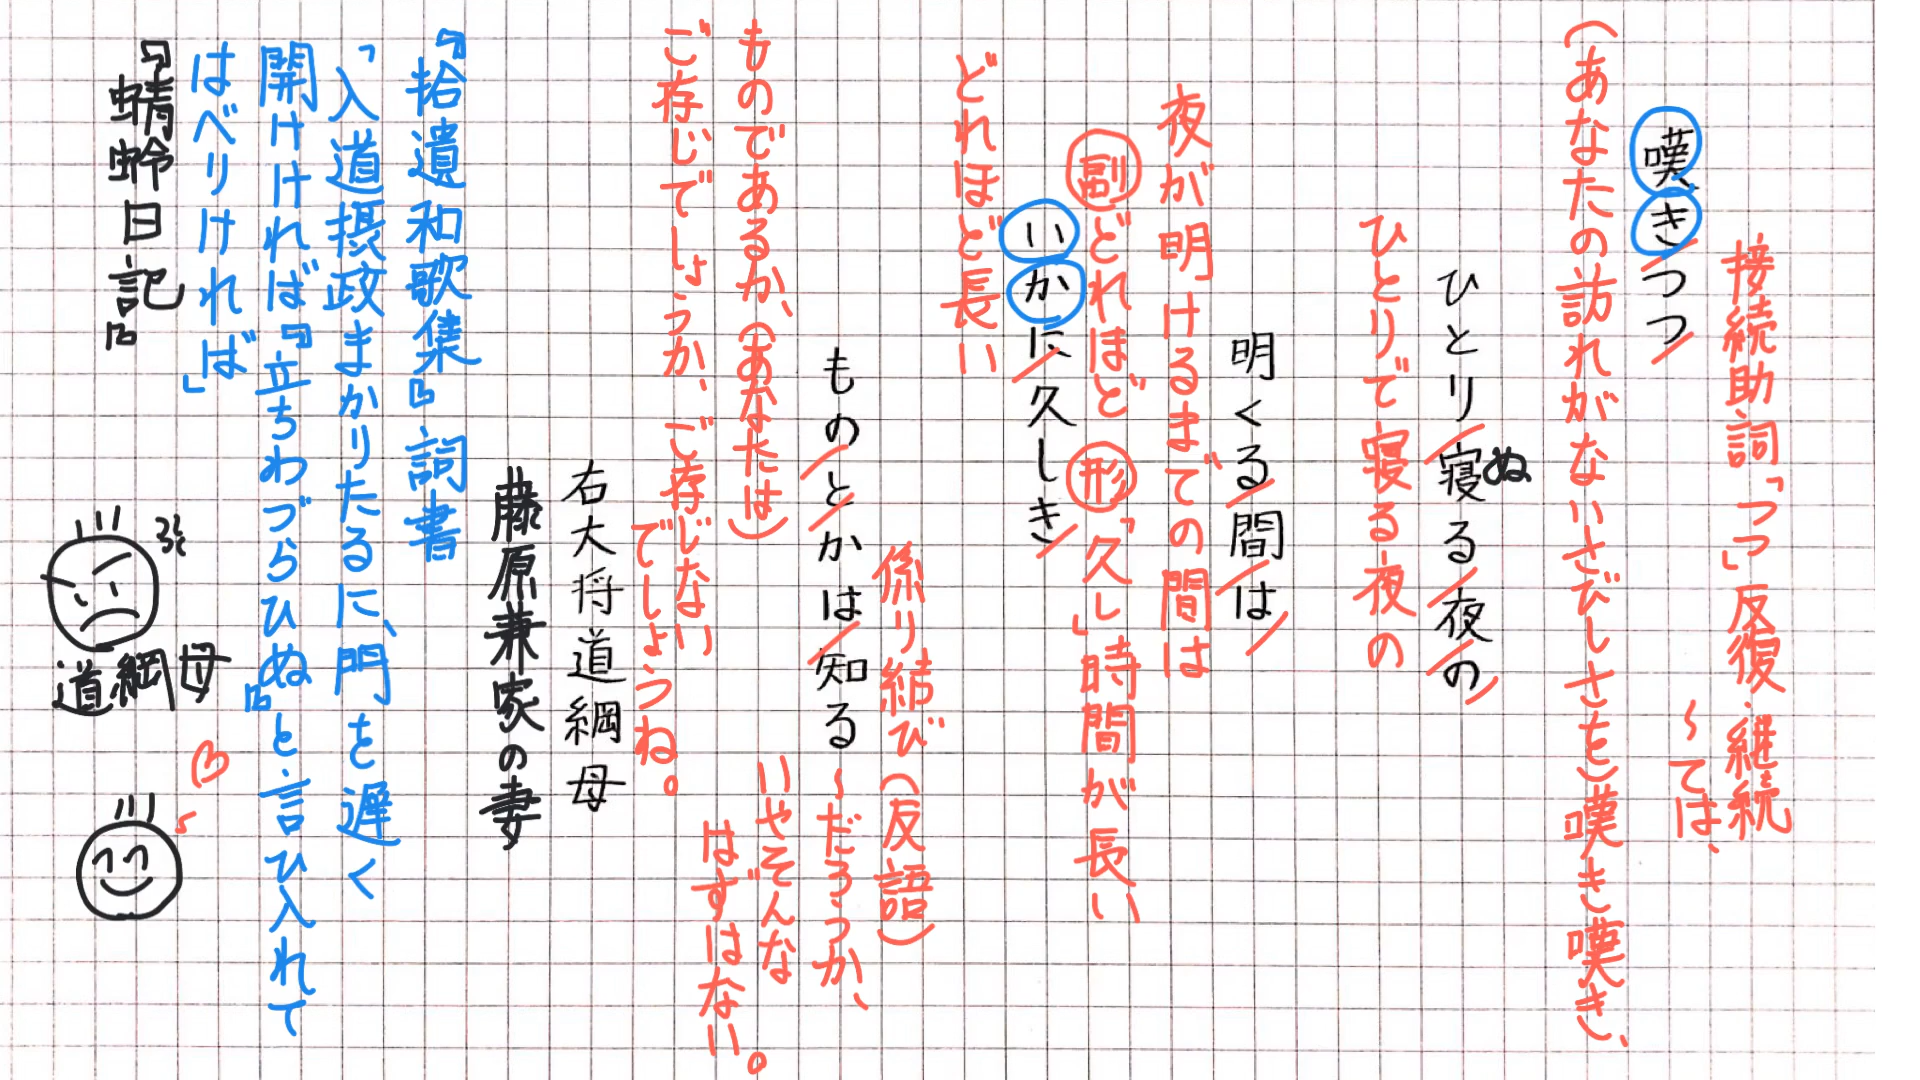 接続助詞「つつ」反復・継続
～ては、
嘆きつつ
(あなたの訪れがないさびしさを)嘆き嘆き、
ぬ
ひとり寝る夜の
ひとりで寝る夜の
明くる間は
夜が明けるまでの間は
副どれほど 形「久し」時間が長い
いかに久しき
どれほど長い
係り結び(反語)
ものとかは知る
～だろうか、
いやそんな
はずはない。
ものであるか、(あなたは)
ご存じでしょうか、ご存じない
でしょうね。
右大将道綱母
藤原兼家の妻
『拾遺和歌集』詞書
「入道摂政まかりたるに、門を遅く
開けければ『立ちわづらひぬ』と言ひ入れて
はべりければ」
『蜻蛉日記』
道綱母